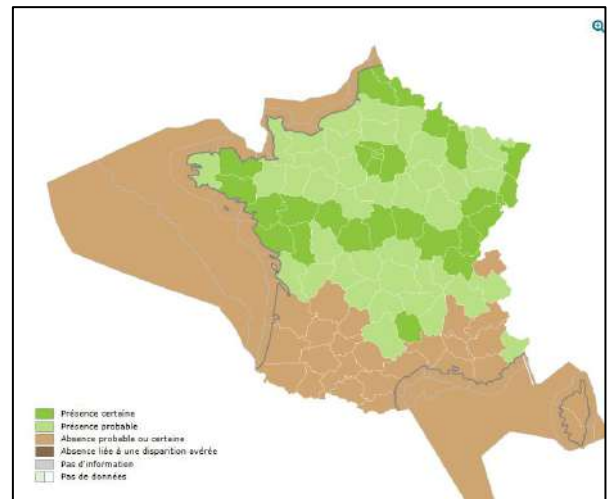 Présence certaine
Présence probable
Absence probable ou certaine
Absence liée à une disparition avérée
Pas d'information
Pas de données